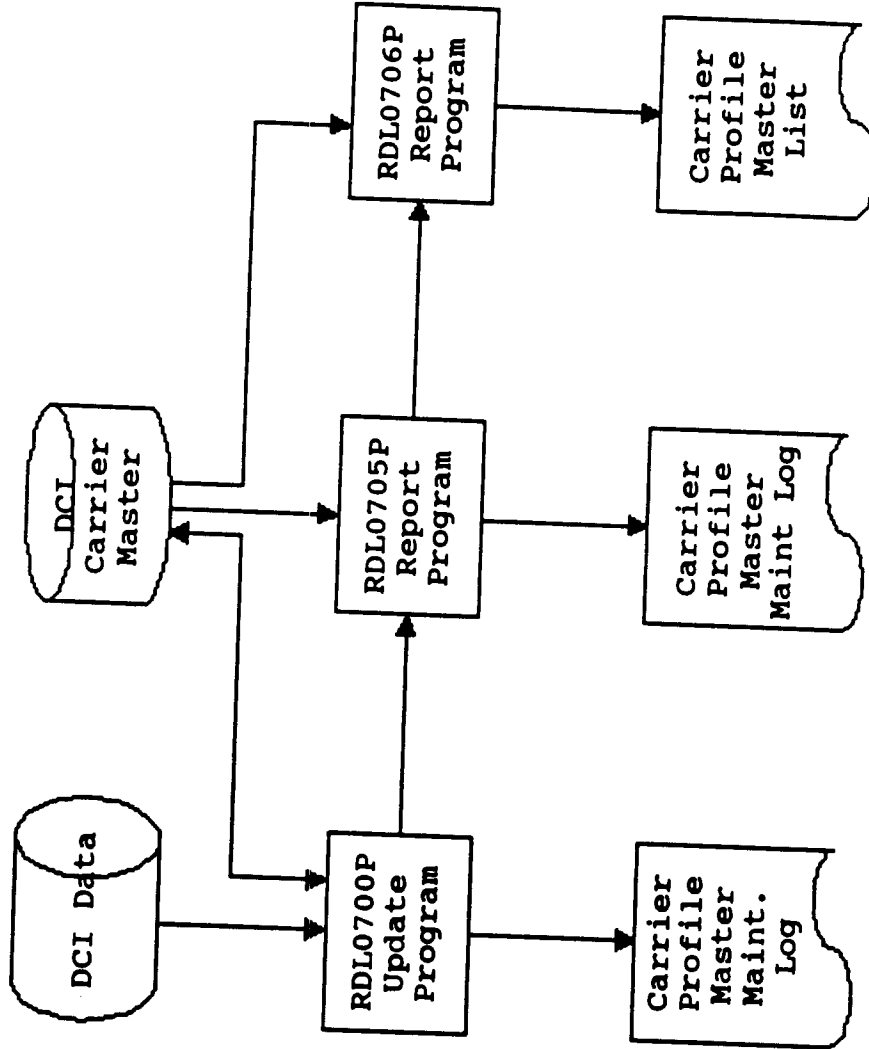 DCI Data
DCI
Carrier
Master
RDL0700P
Update
Program
RDL0705P
Report
Program
RDL0706P
Report
Program
Carrier
Profile
Master
Maint.
Log
Carrier
Profile
Master
Maint Log
Carrier
Profile
Master
List